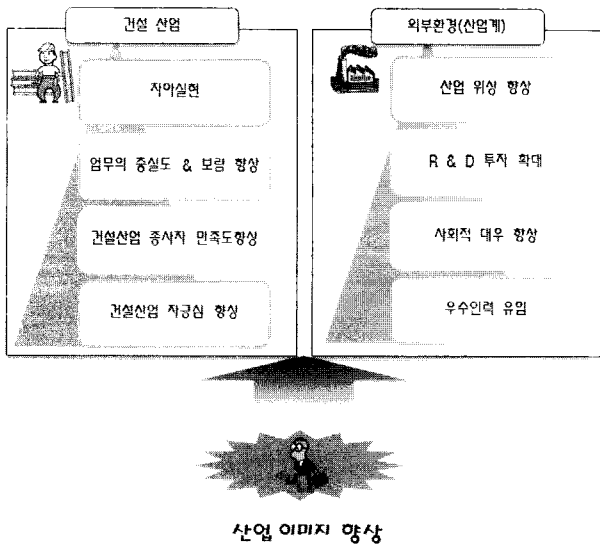 건설 산업
자아실현
업무의 충실도 & 보람 향상
건설산업 종사자 만족도향상
건설산업 자긍심 향상
외부환경(산업계)
산업 위상 향상
R & D 투자 확대
사회적 대우 향상
우수인력 유입
산업 이미지 향상